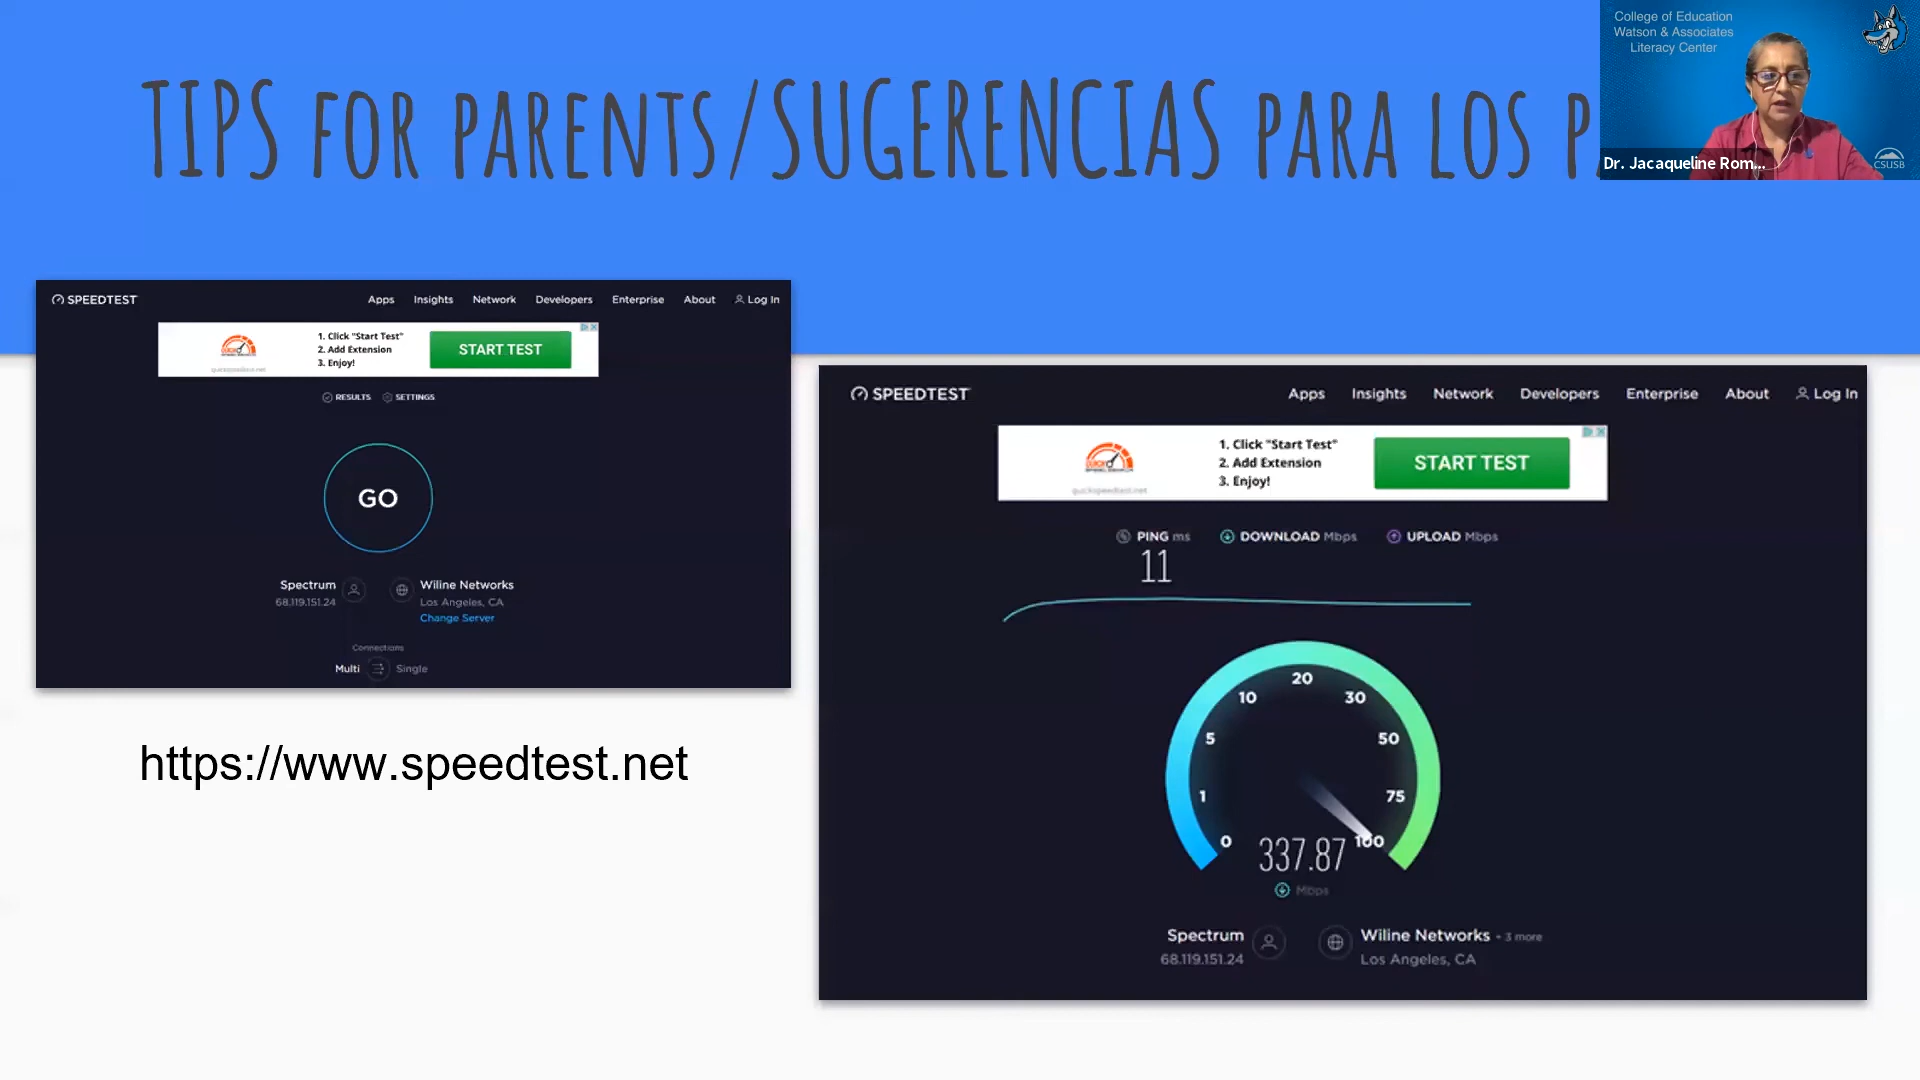 TIPS FOR PARENTS/SUGERENCIAS PARA LOS P
College of Education
Watson & Associates
Literacy Center
Dr. Jacaqueline Rom...
CSUSB
SPEEDTEST
Apps Insights Network Developers Enterprise About Log In
1. Click "Start Test"
2. Add Extension
3. Enjoy!
START TEST
RESULTS SETTINGS
GO
Spectrum
68.119.151.24
Wiline Networks
Los Angeles, CA
Change Server
Connections
Multi Single
https://www.speedtest.net
SPEEDTEST
Apps Insights Network Developers Enterprise About Log In
quickspeedtest.net
1. Click "Start Test"
2. Add Extension
3. Enjoy!
START TEST
PING ms DOWNLOAD Mbps UPLOAD Mbps
11
0 1 5 10 20 30 50 75 100
337.87
Mbps
Spectrum
68.119.151.24
Wiline Networks + 3 more
Los Angeles, CA